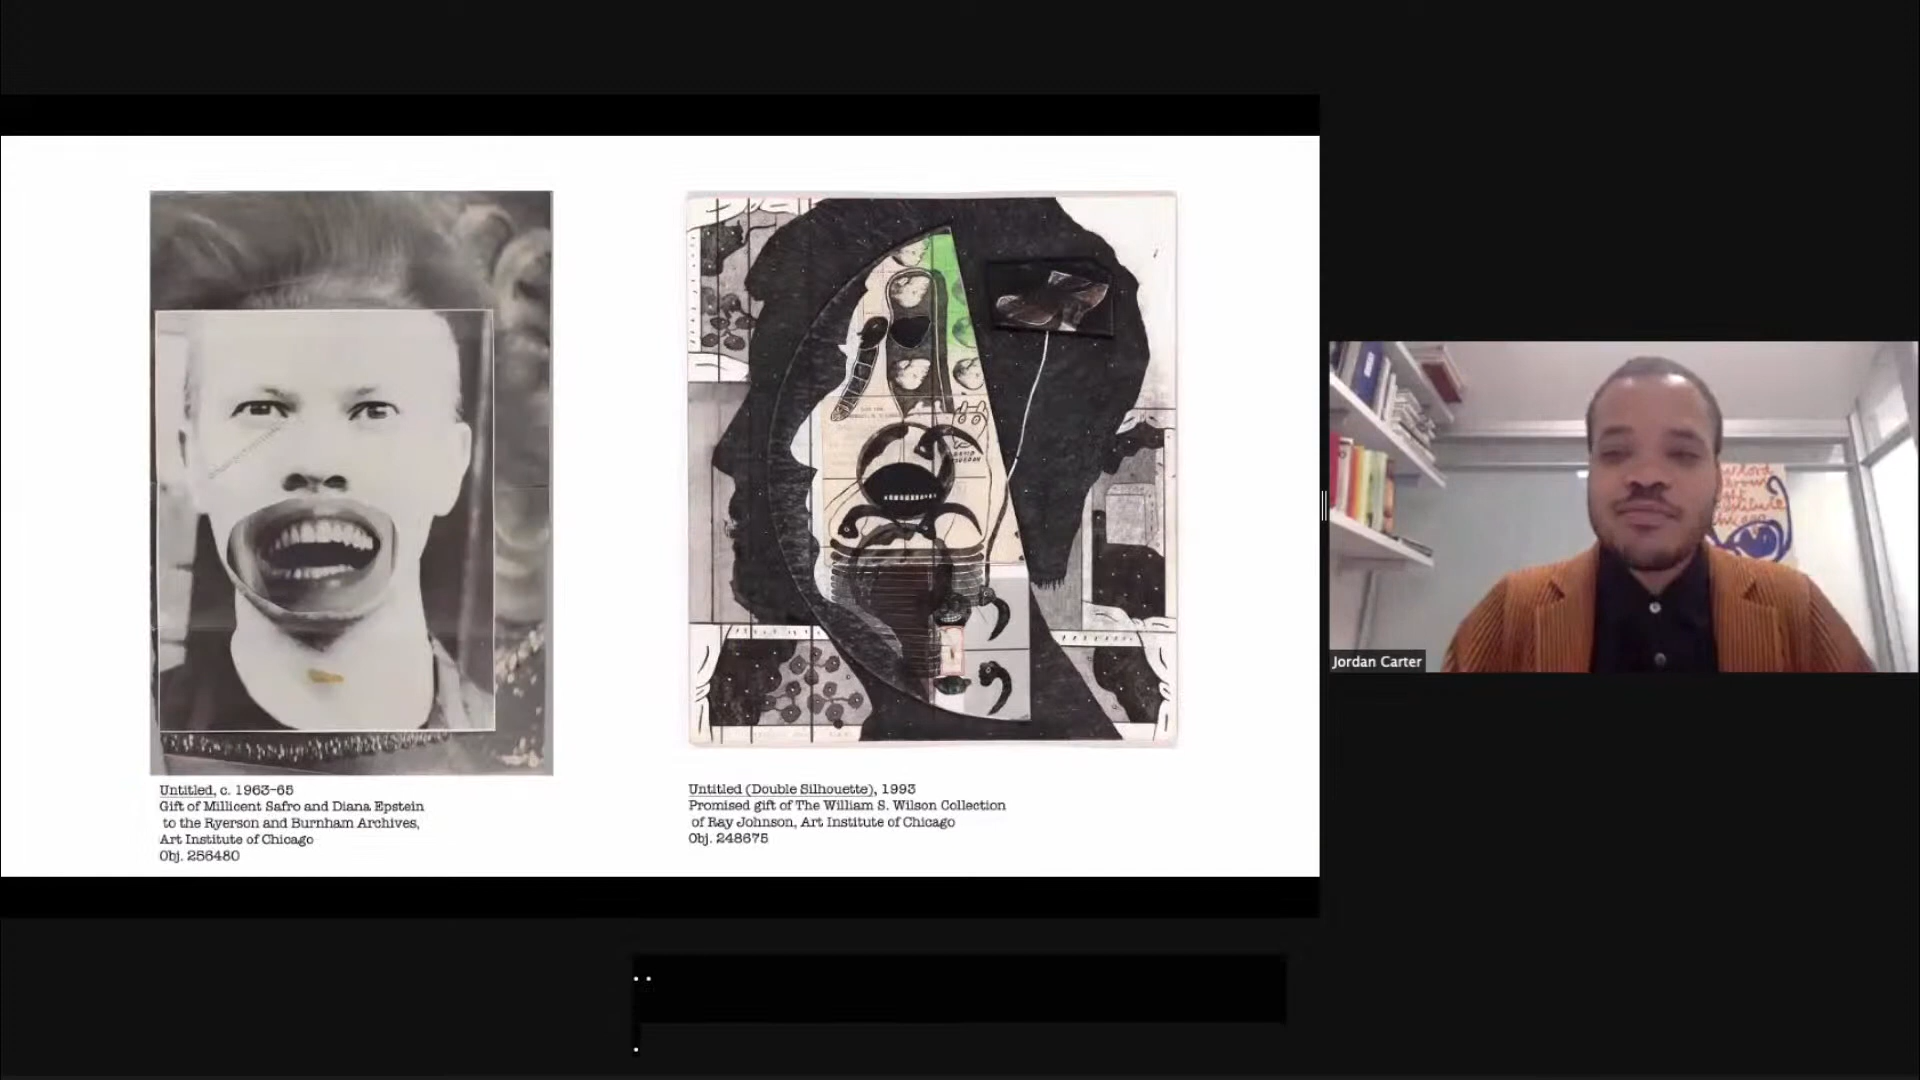 Untitled, c. 1963-65
Gift of Millicent Safro and Diana Epstein
to the Ryerson and Burnham Archives,
Art Institute of Chicago
Obj. 256480
Untitled (Double Silhouette), 1993
Promised gift of The William S. Wilson Collection
of Ray Johnson, Art Institute of Chicago
Obj. 248675
Jordan Carter